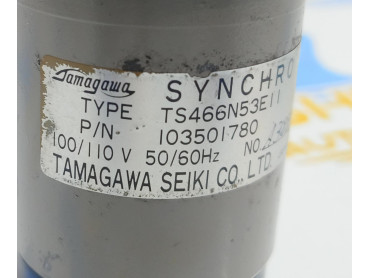 Tamagawa SYNCHRO
TYPE TS466N53E11
P/N 103501780
100/110 V 50/60Hz NO.
TAMAGAWA SEIKI CO., LTD.